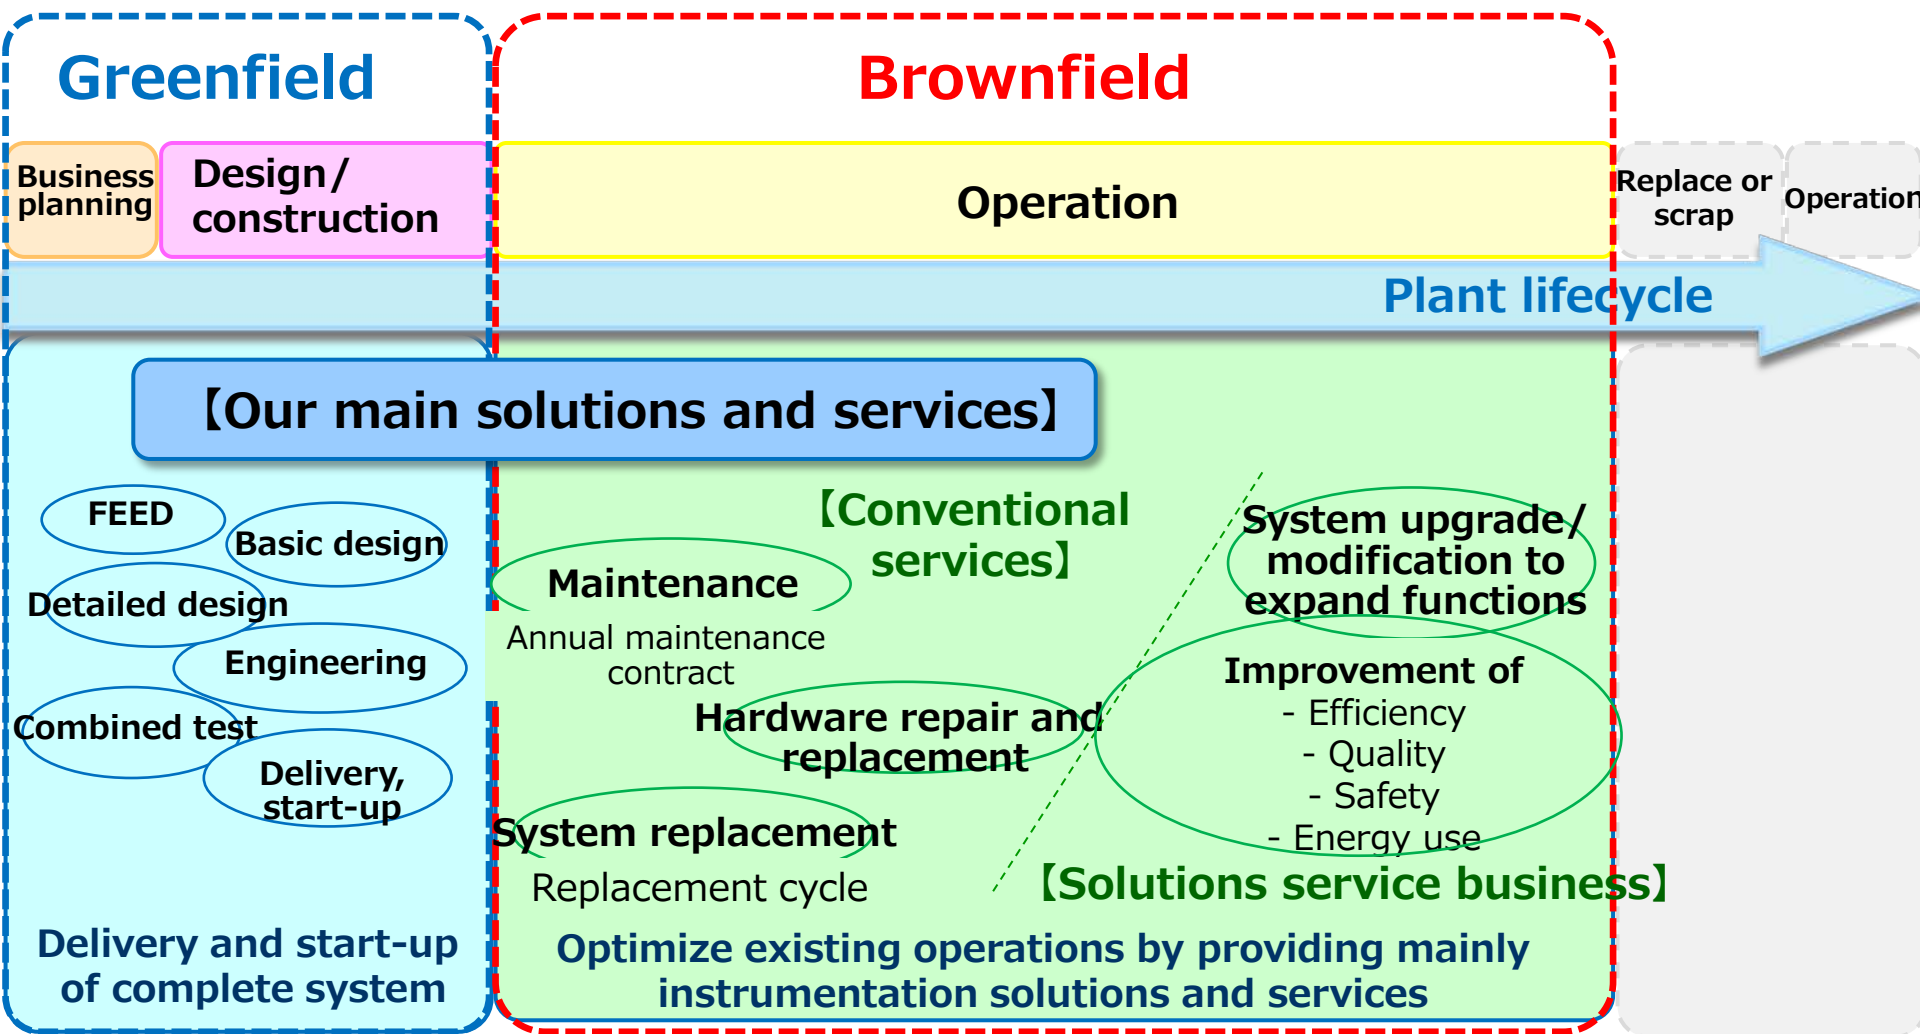 Greenfield
Brownfield
Business
planning
Design/
construction
Operation
Replace or
scrap
Operation
Plant lifecycle
【Our main solutions and services】
FEED
Basic design
Detailed design
Engineering
Combined test
Delivery,
start-up
Delivery and start-up
of complete system
【Conventional
services】
Maintenance
Annual maintenance
contract
Hardware repair and
replacement
System replacement
Replacement cycle
System upgrade/
modification to
expand functions
Improvement of
- Efficiency
- Quality
- Safety
- Energy use
【Solutions service business】
Optimize existing operations by providing mainly
instrumentation solutions and services